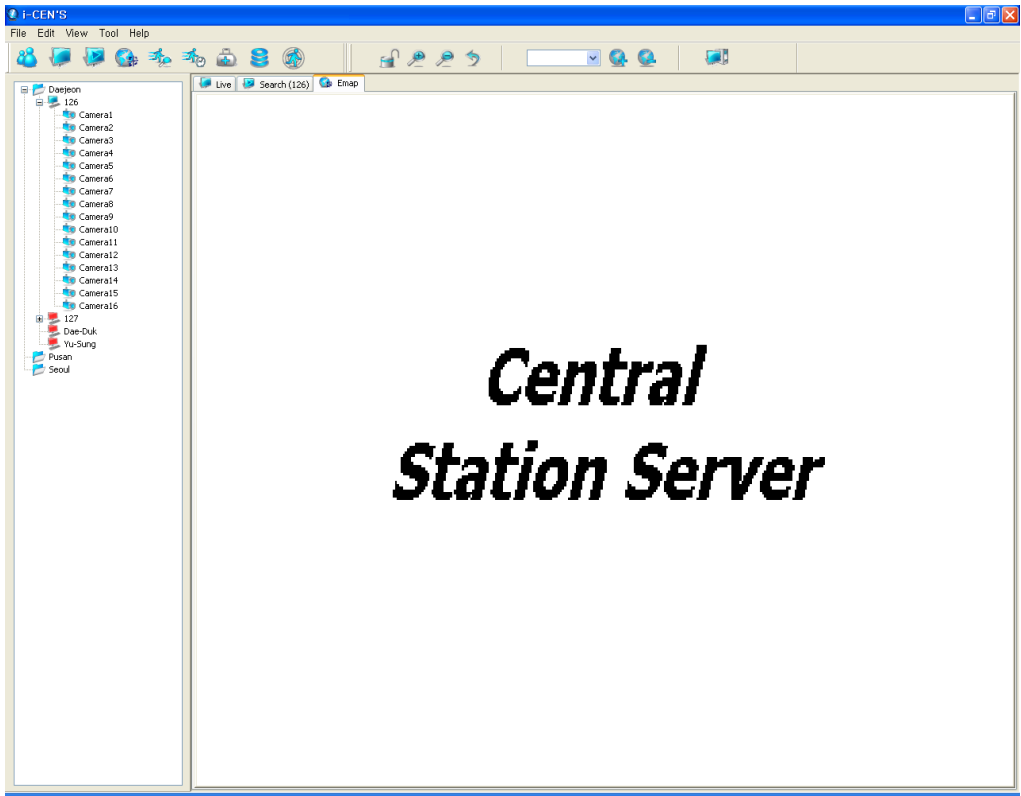 i-CEN'S
File Edit View Tool Help
Live Search (126) Emap
Daejeon
126
Camera1
Camera2
Camera3
Camera4
Camera5
Camera6
Camera7
Camera8
Camera9
Camera10
Camera11
Camera12
Camera13
Camera14
Camera15
Camera16
127
Dae-Duk
Yu-Sung
Pusan
Seoul
Central
Station Server